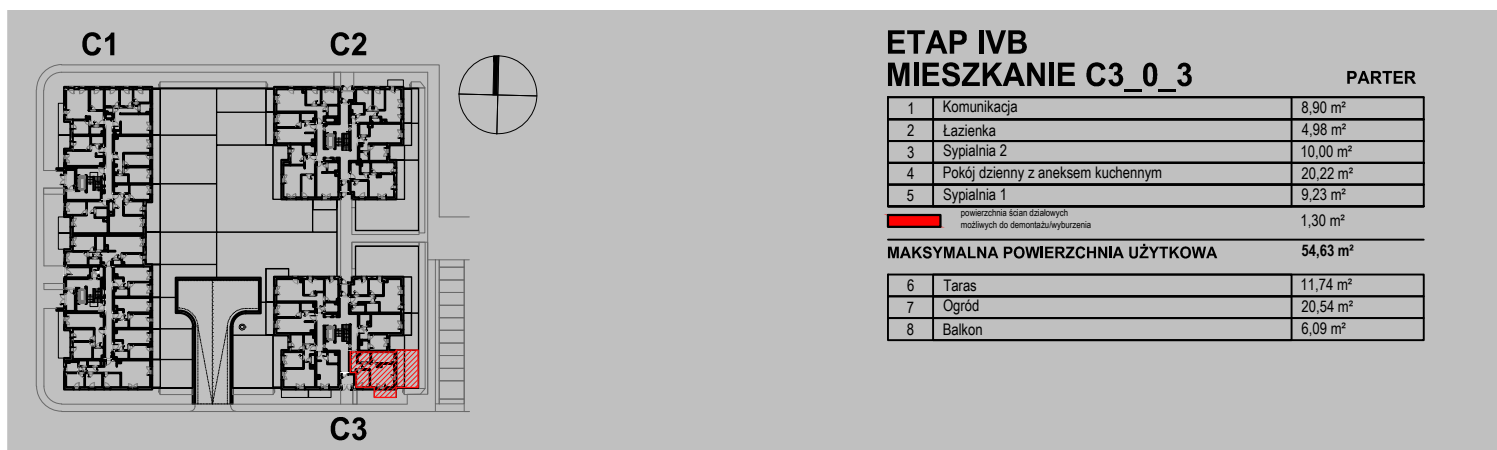 C1
C2
C3
ETAP IVB
MIESZKANIE C3_0_3
PARTER
1 Komunikacja 8,90 m²
2 Łazienka 4,98 m²
3 Sypialnia 2 10,00 m²
4 Pokój dzienny z aneksem kuchennym 20,22 m²
5 Sypialnia 1 9,23 m²
powierzchnia ścian działowych
możliwych do demontażu/wyburzenia 1,30 m²
MAKSYMALNA POWIERZCHNIA UŻYTKOWA 54,63 m²
6 Taras 11,74 m²
7 Ogród 20,54 m²
8 Balkon 6,09 m²